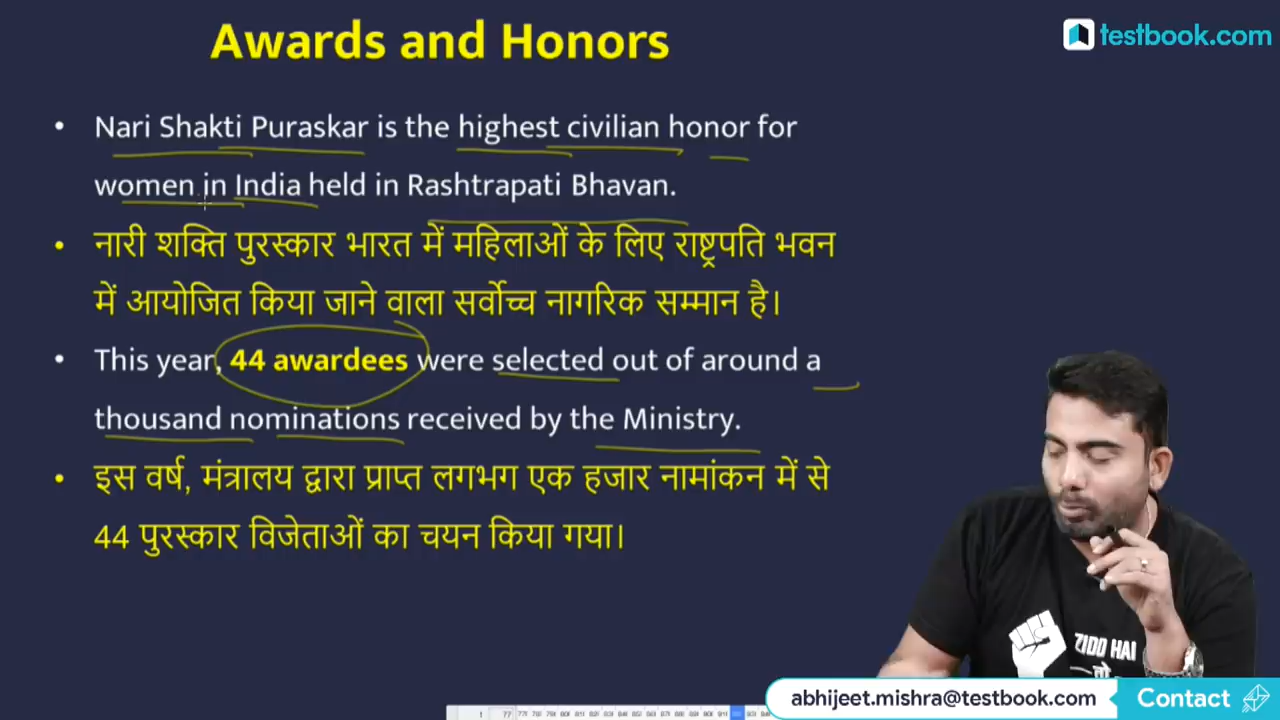 Awards and Honors
testbook.com
• Nari Shakti Puraskar is the highest civilian honor for
women in India held in Rashtrapati Bhavan.
• नारी शक्ति पुरस्कार भारत में महिलाओं के लिए राष्ट्रपति भवन
में आयोजित किया जाने वाला सर्वोच्च नागरिक सम्मान है।
• This year, 44 awardees were selected out of around a
thousand nominations received by the Ministry.
• इस वर्ष, मंत्रालय द्वारा प्राप्त लगभग एक हजार नामांकन में से
44 पुरस्कार विजेताओं का चयन किया गया।
ZIDD HAI
तो
abhijeet.mishra@testbook.com
Contact